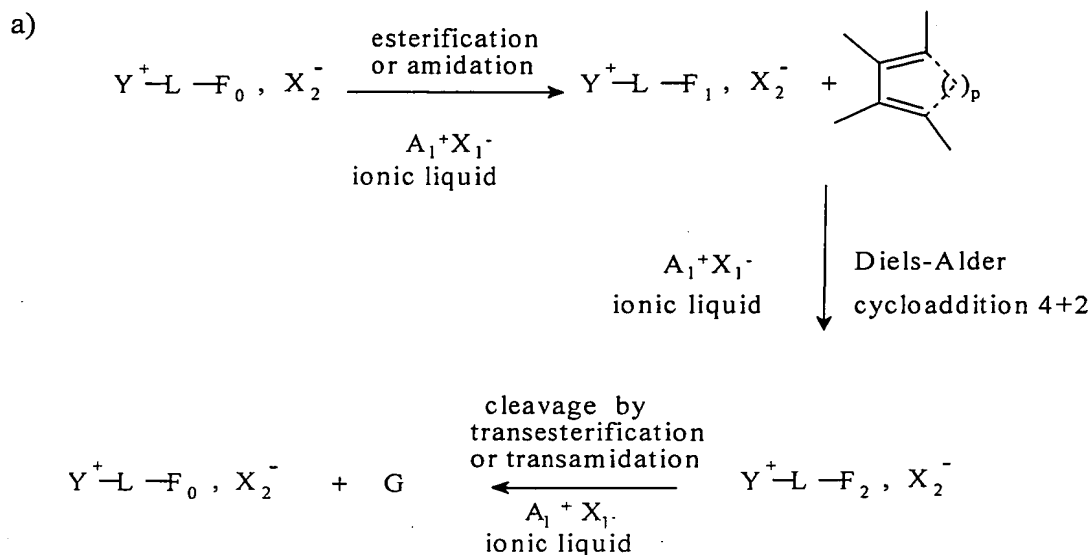 a)
esterification
or amidation
Y⁺-L-F₀ , X₂⁻ Y⁺-L-F₁ , X₂⁻ + ( )ₚ
A₁⁺X₁⁻
ionic liquid
A₁⁺X₁⁻ Diels-Alder
ionic liquid cycloaddition 4+2
cleavage by
transesterification
or transamidation
Y⁺-L-F₀ , X₂⁻ + G Y⁺-L-F₂ , X₂⁻
A₁⁺X₁⁻
ionic liquid